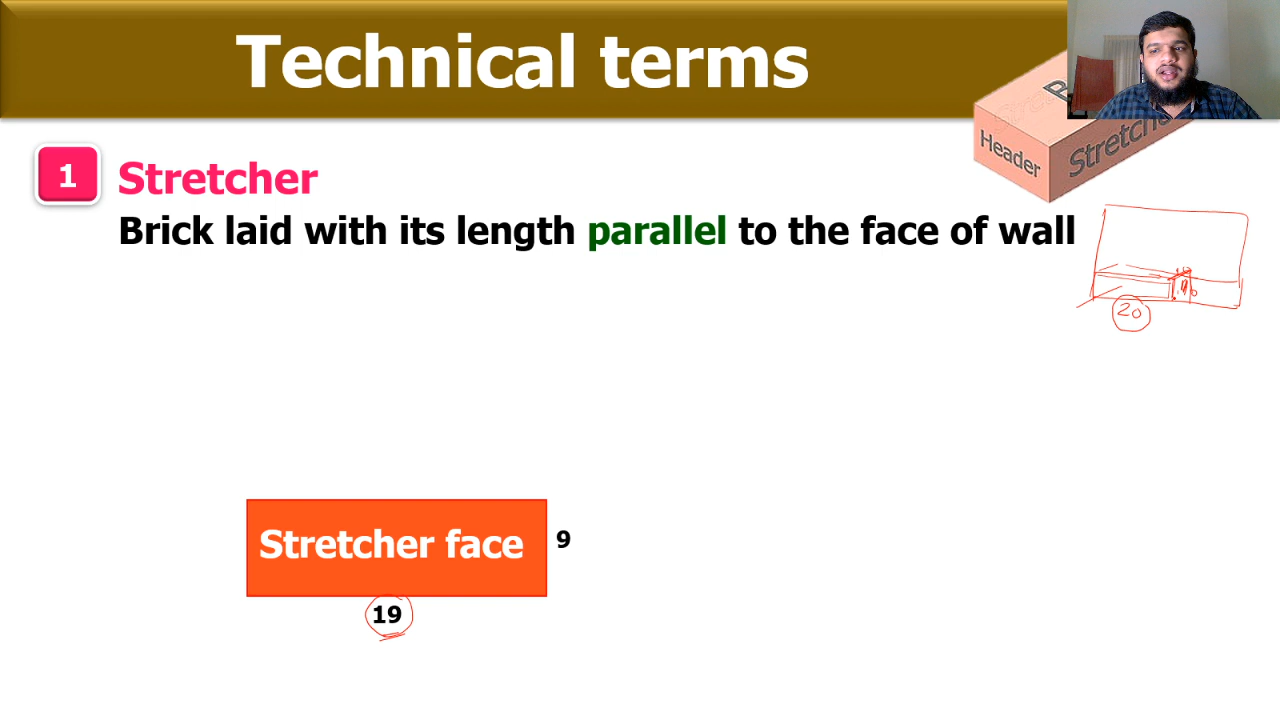 Technical terms
Header
1
Stretcher
Brick laid with its length parallel to the face of wall
20
Stretcher face
9
19